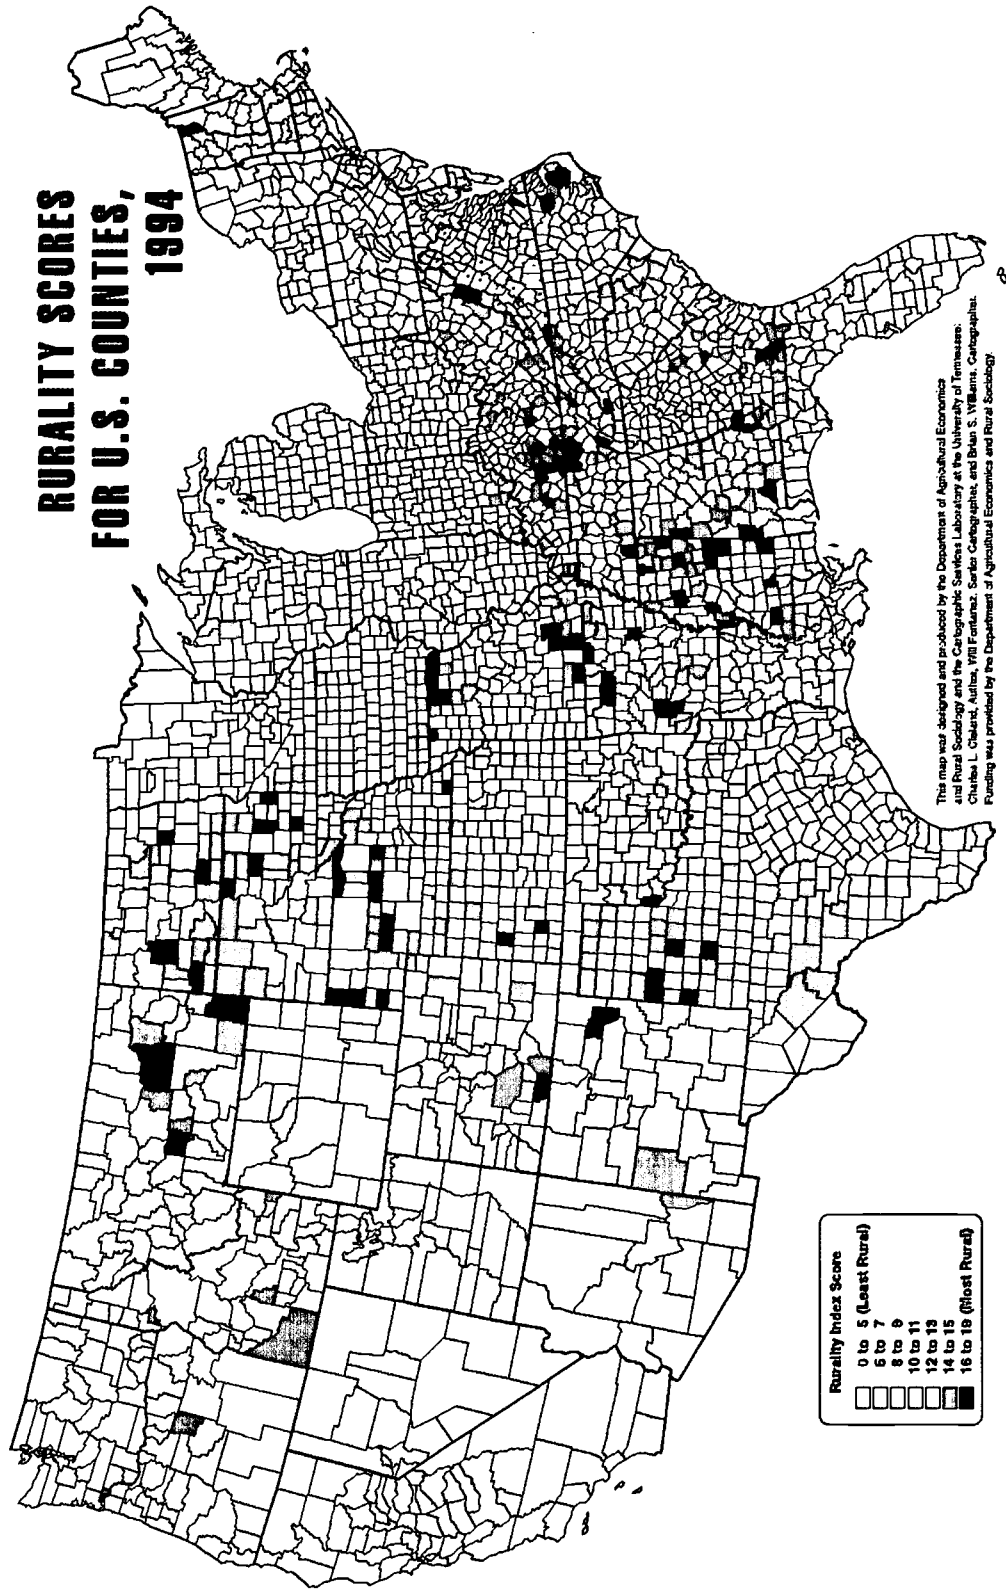 RURALITY SCORES
FOR U.S. COUNTIES,
1994
This map was designed and produced by the Department of Agricultural Economics
and Rural Sociology and the Cartographic Services Laboratory at the University of Tennessee:
Charles L. Cleland, Author, Will Fontanez, Senior Cartographer, and Brian S. Williams, Cartographer.
Funding was provided by the Department of Agricultural Economics and Rural Sociology.
Rurality Index Score
0 to 5 (Least Rural)
6 to 7
8 to 9
10 to 11
12 to 13
14 to 15
16 to 19 (Most Rural)